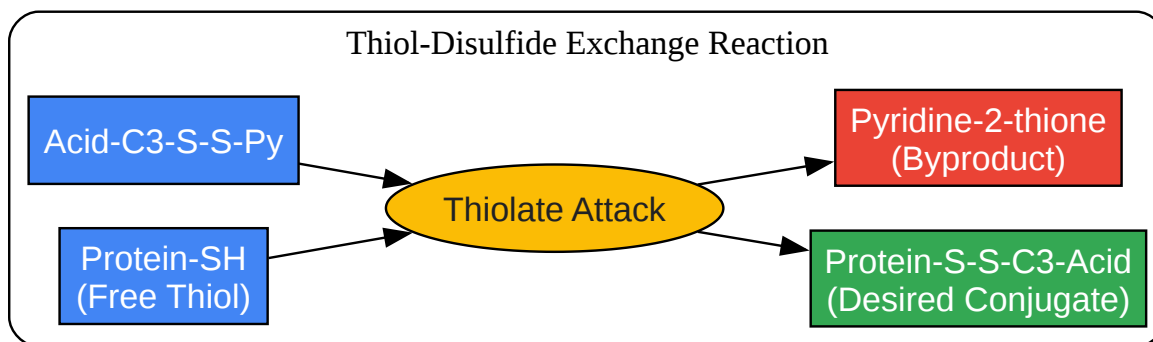 Thiol-Disulfide Exchange Reaction
Acid-C3-S-S-Py
Protein-SH
(Free Thiol)
Thiolate Attack
Pyridine-2-thione
(Byproduct)
Protein-S-S-C3-Acid
(Desired Conjugate)